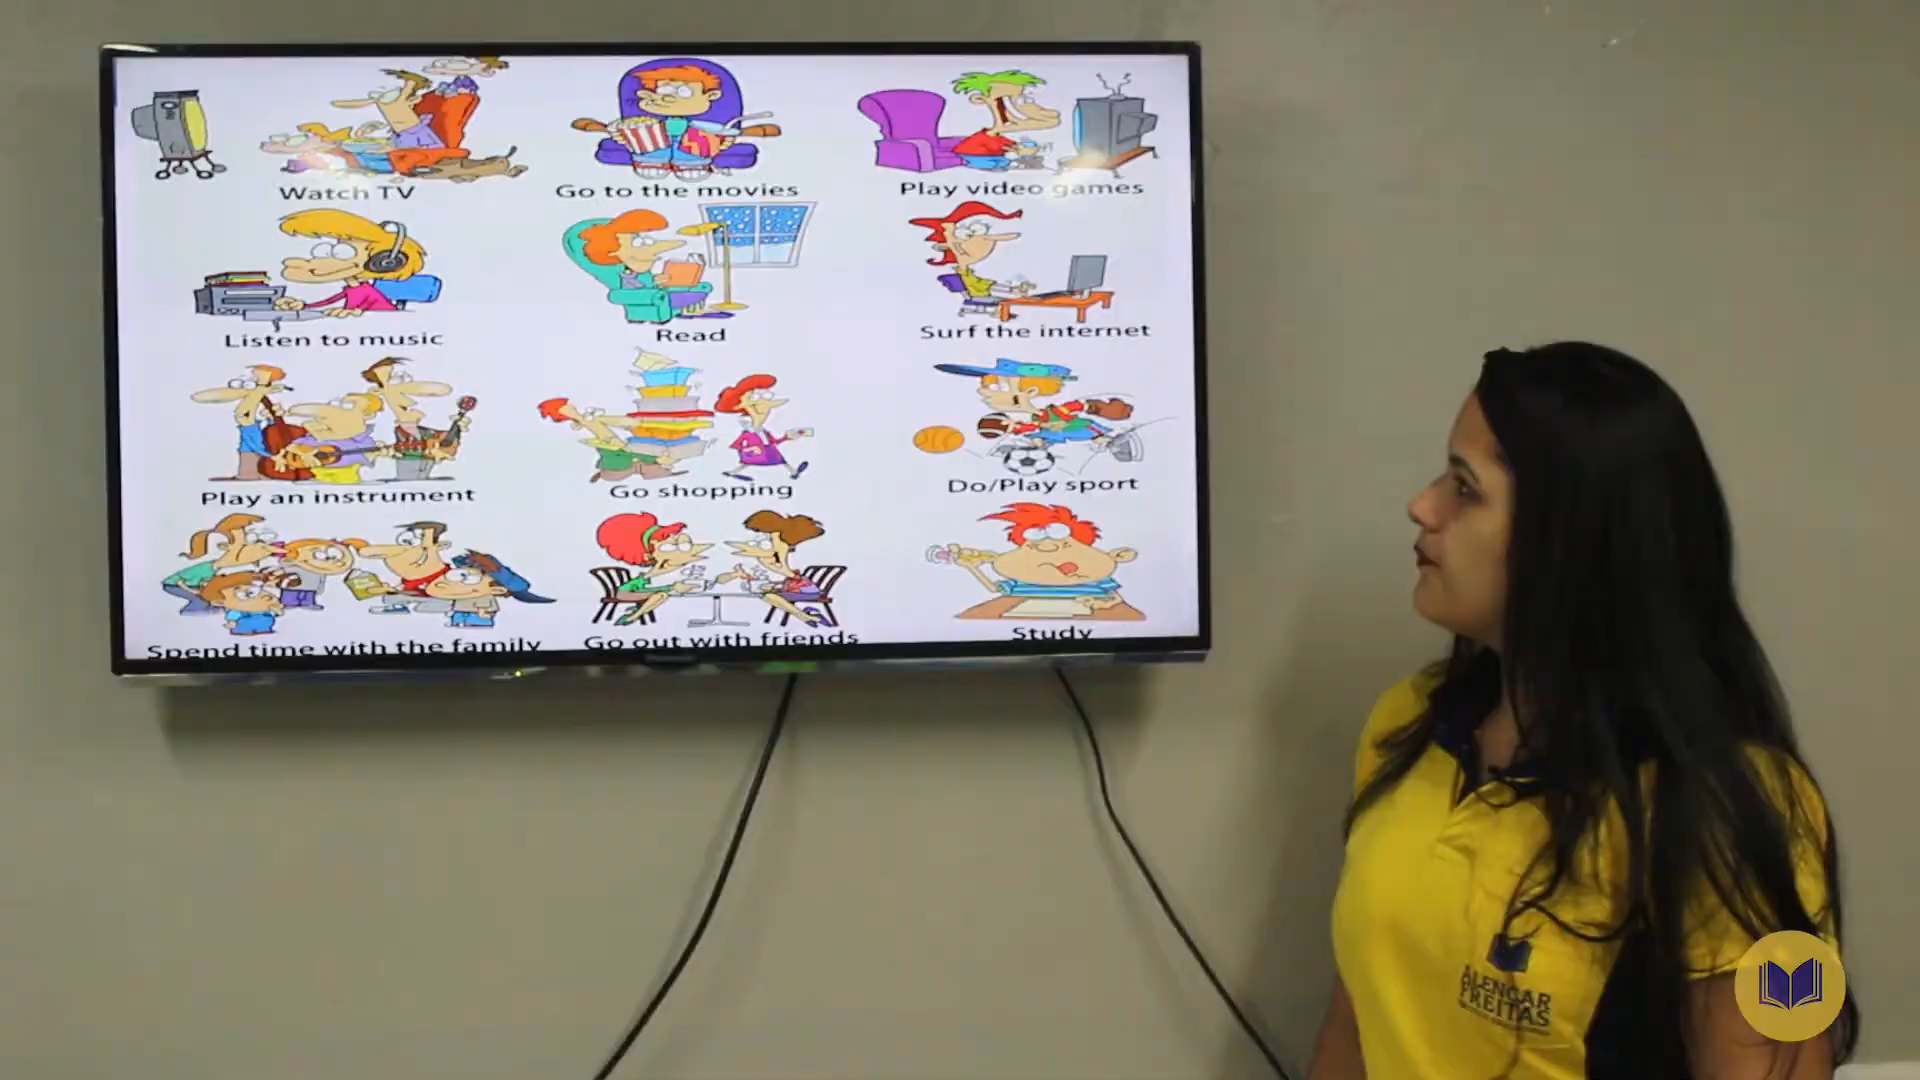 Watch TV
Go to the movies
Play video games
Listen to music
Read
Surf the internet
Play an instrument
Go shopping
Do/Play sport
Spend time with the family
Go out with friends
Study
ALENCAR
FREITAS